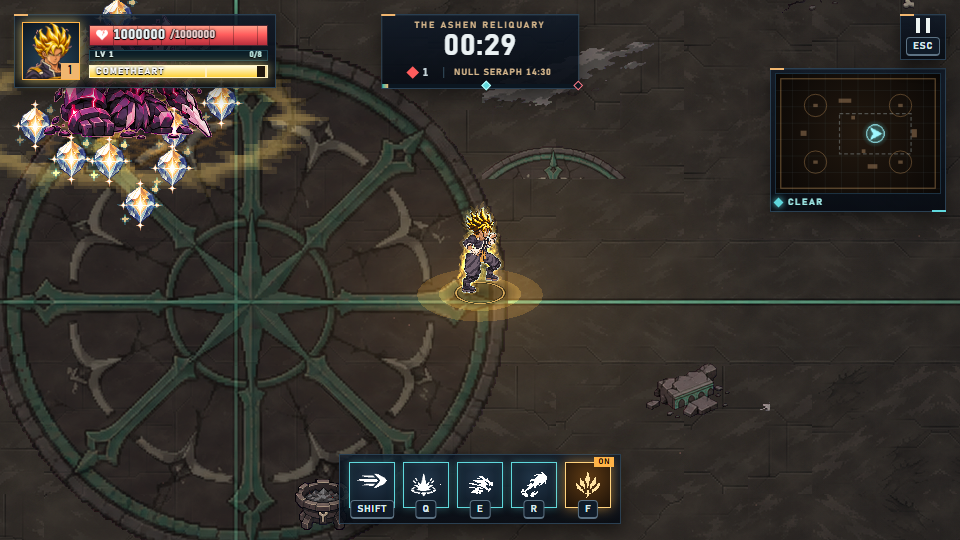 1000000 /1000000
LV 1 0/8
COMETHEART
1
THE ASHEN RELIQUARY
00:29
1 NULL SERAPH 14:30
ESC
CLEAR
ON
SHIFT Q E R F